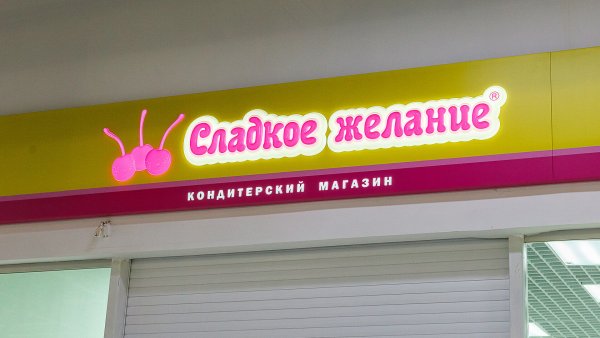 Сладкое желание®
КОНДИТЕРСКИЙ МАГАЗИН